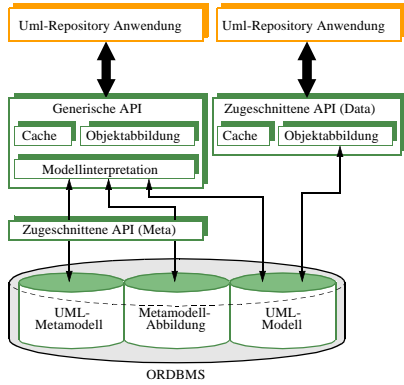 Uml-Repository Anwendung
Uml-Repository Anwendung
Generische API
Cache
Objektabbildung
Modellinterpretation
Zugeschnittene API (Data)
Cache
Objektabbildung
Zugeschnittene API (Meta)
UML-
Metamodell
Metamodell-
Abbildung
UML-
Modell
ORDBMS